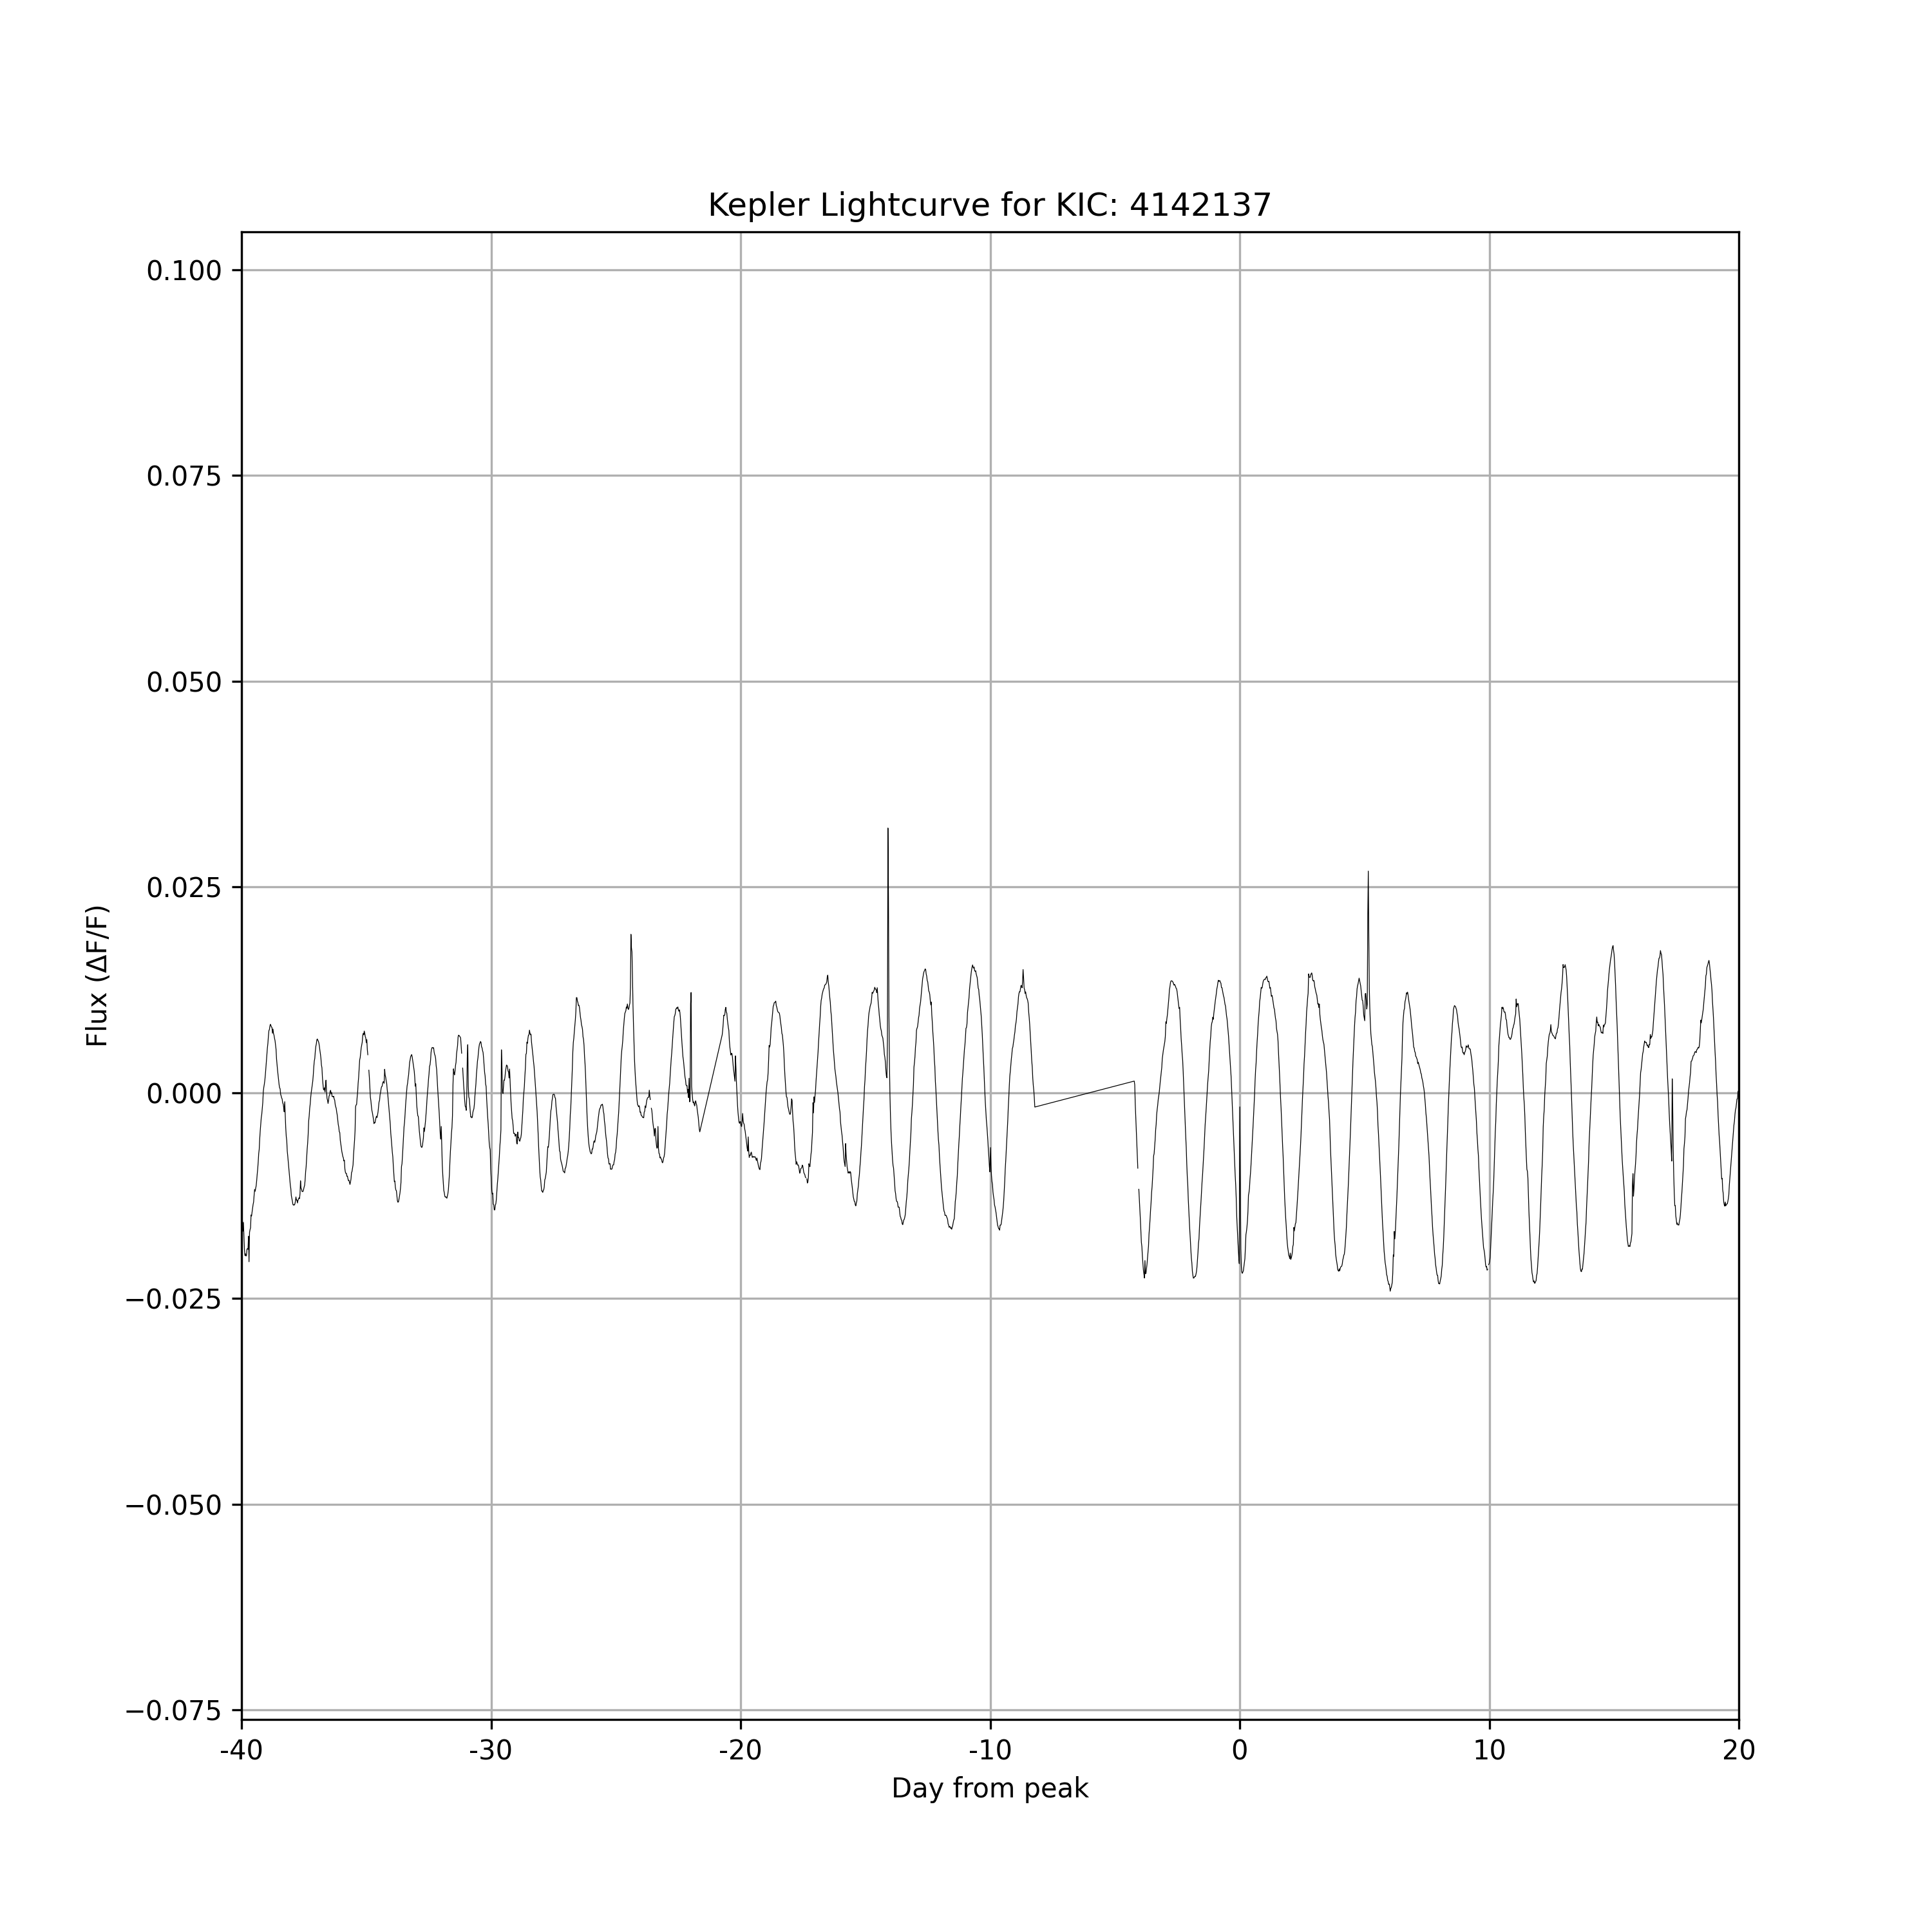 Kepler Lightcurve for KIC: 4142137
0.100
0.075
0.050
0.025
0.000
−0.025
−0.050
−0.075
Flux (ΔF/F)
-40 -30 -20 -10 0 10 20
Day from peak